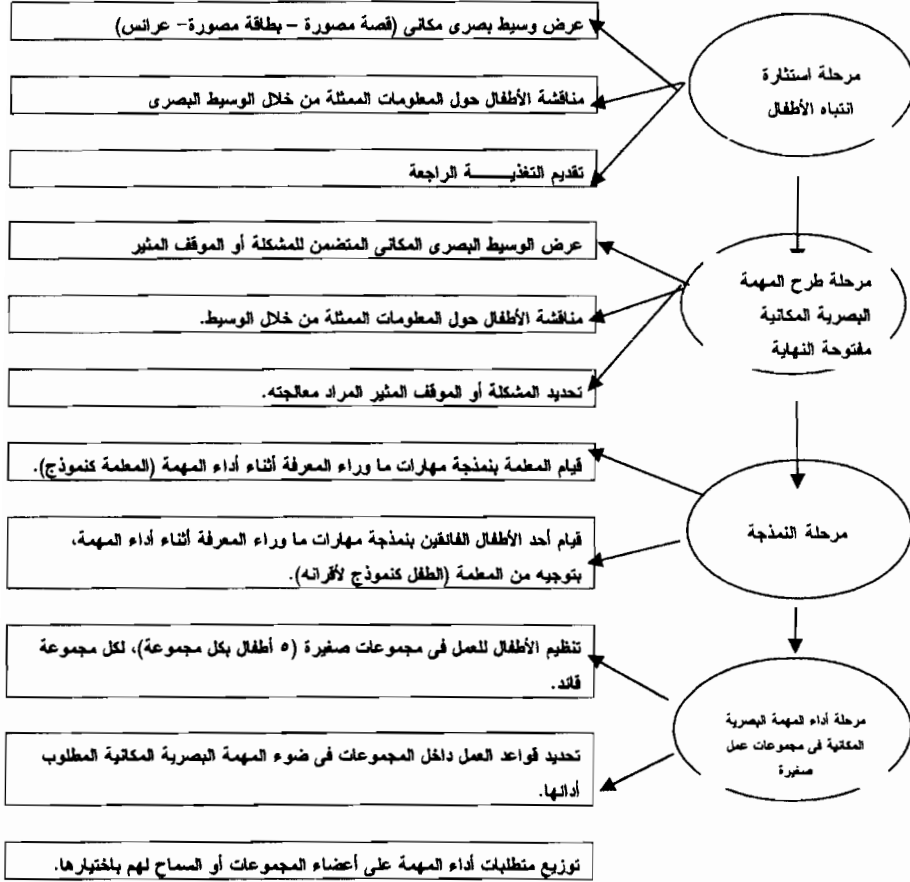 مرحلة استثارة
انتباه الأطفال
عرض وسيط بصرى مكانى (قصة مصورة – بطاقة مصورة– عرائس)
مناقشة الأطفال حول المعلومات الممثلة من خلال الوسيط البصرى
تقديم التغذيـــــة الراجعة
مرحلة طرح المهمة
البصرية المكانية
مفتوحة النهاية
عرض الوسيط البصرى المكانى المتضمن للمشكلة أو الموقف المثير
مناقشة الأطفال حول المعلومات الممثلة من خلال الوسيط.
تحديد المشكلة أو الموقف المثير المراد معالجته.
مرحلة النمذجة
قيام المعلمة بنمذجة مهارات ما وراء المعرفة أثناء أداء المهمة (المعلمة كنموذج).
قيام أحد الأطفال الفائقين بنمذجة مهارات ما وراء المعرفة أثناء أداء المهمة،
بتوجيه من المعلمة (الطفل كنموذج لأقرانه).
مرحلة أداء المهمة البصرية
المكانية فى مجموعات عمل
صغيرة
تنظيم الأطفال للعمل فى مجموعات صغيرة (٥ أطفال بكل مجموعة)، لكل مجموعة
قائد.
تحديد قواعد العمل داخل المجموعات فى ضوء المهمة البصرية المكانية المطلوب
أدائها.
توزيع متطلبات أداء المهمة على أعضاء المجموعات أو السماح لهم باختيارها.